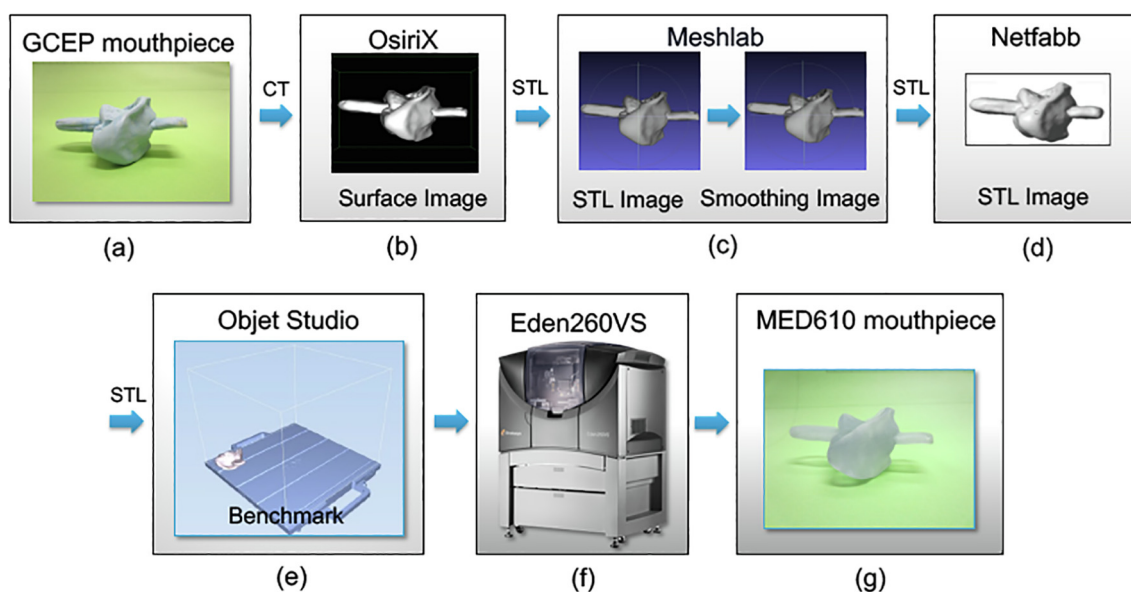 GCEP mouthpiece
CT
OsiriX
Surface Image
STL
Meshlab
STL Image
Smoothing Image
STL
Netfabb
STL Image
(a)
(b)
(c)
(d)
STL
Objet Studio
Benchmark
Eden260VS
MED610 mouthpiece
(e)
(f)
(g)